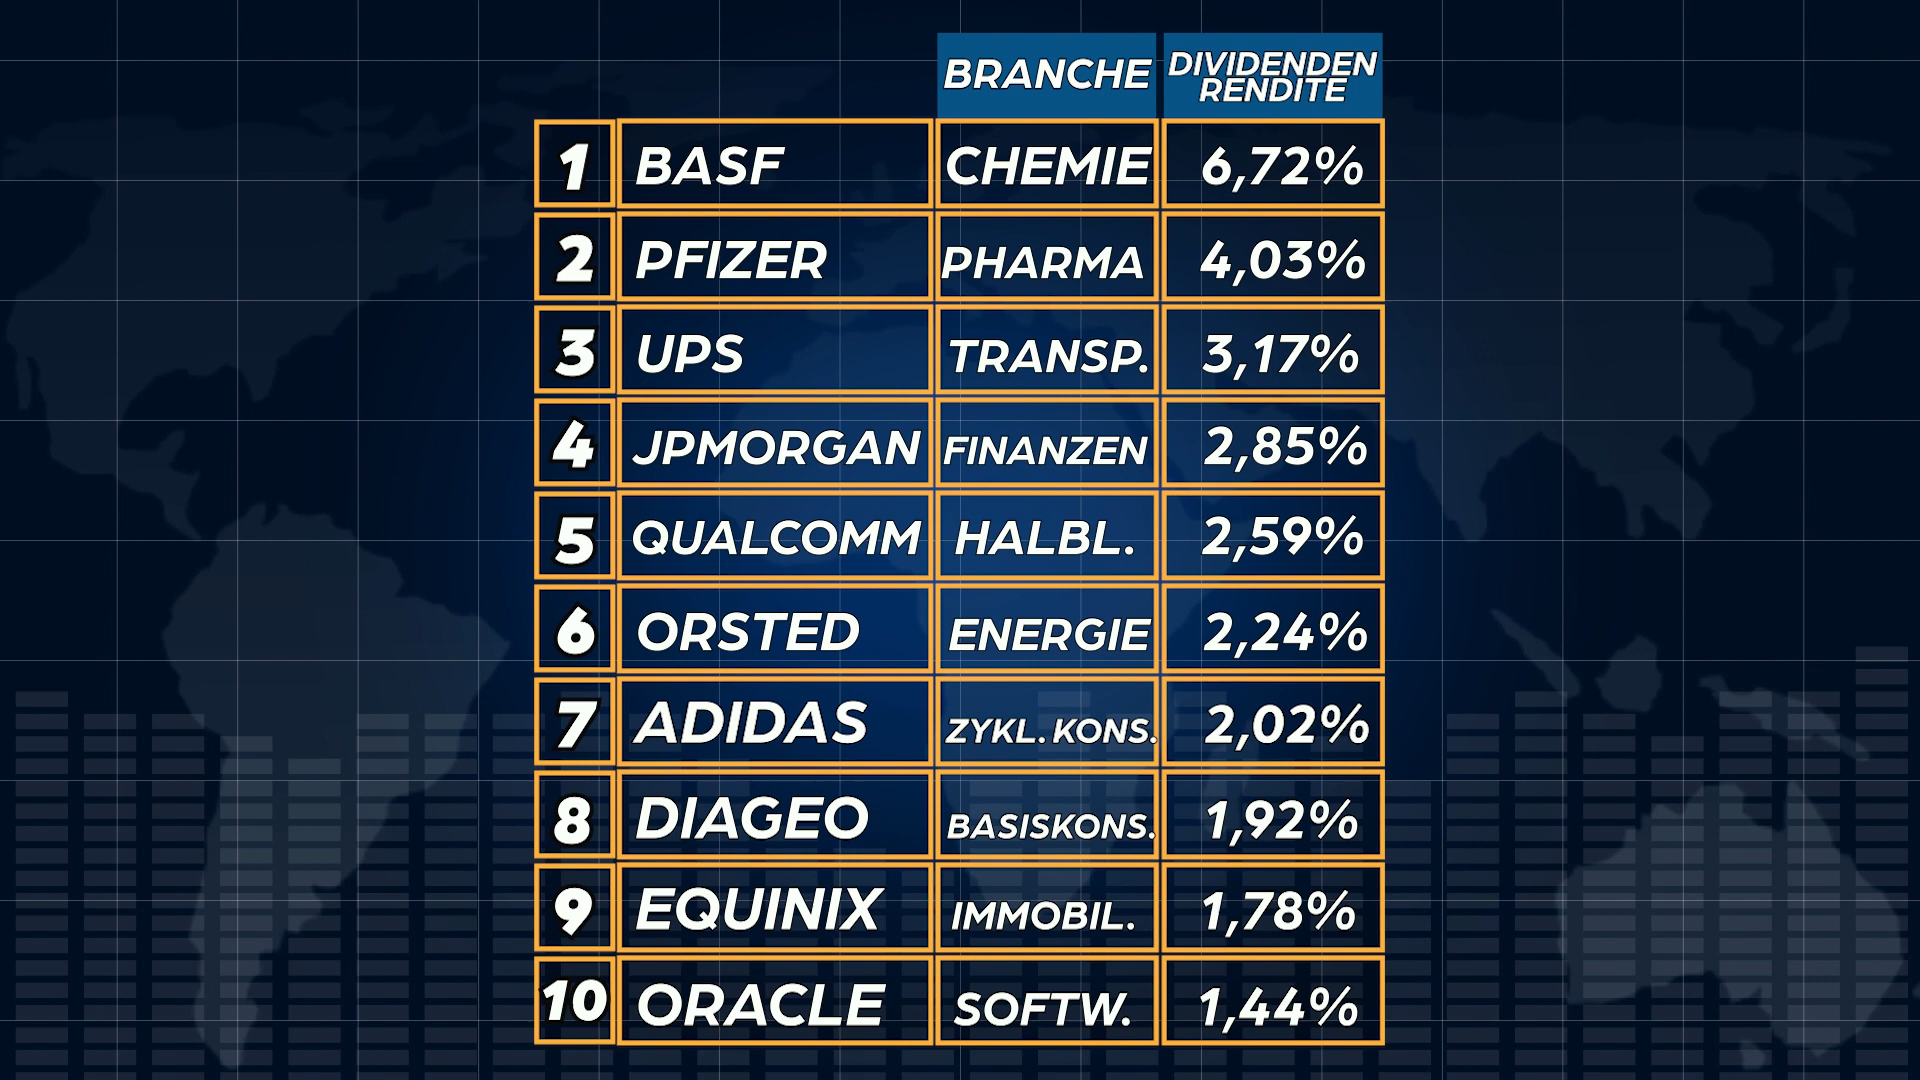 BRANCHE DIVIDENDEN
RENDITE
1 BASF CHEMIE 6,72%
2 PFIZER PHARMA 4,03%
3 UPS TRANSP. 3,17%
4 JPMORGAN FINANZEN 2,85%
5 QUALCOMM HALBL. 2,59%
6 ORSTED ENERGIE 2,24%
7 ADIDAS ZYKL. KONS. 2,02%
8 DIAGEO BASISKONS. 1,92%
9 EQUINIX IMMOBIL. 1,78%
10 ORACLE SOFTW. 1,44%